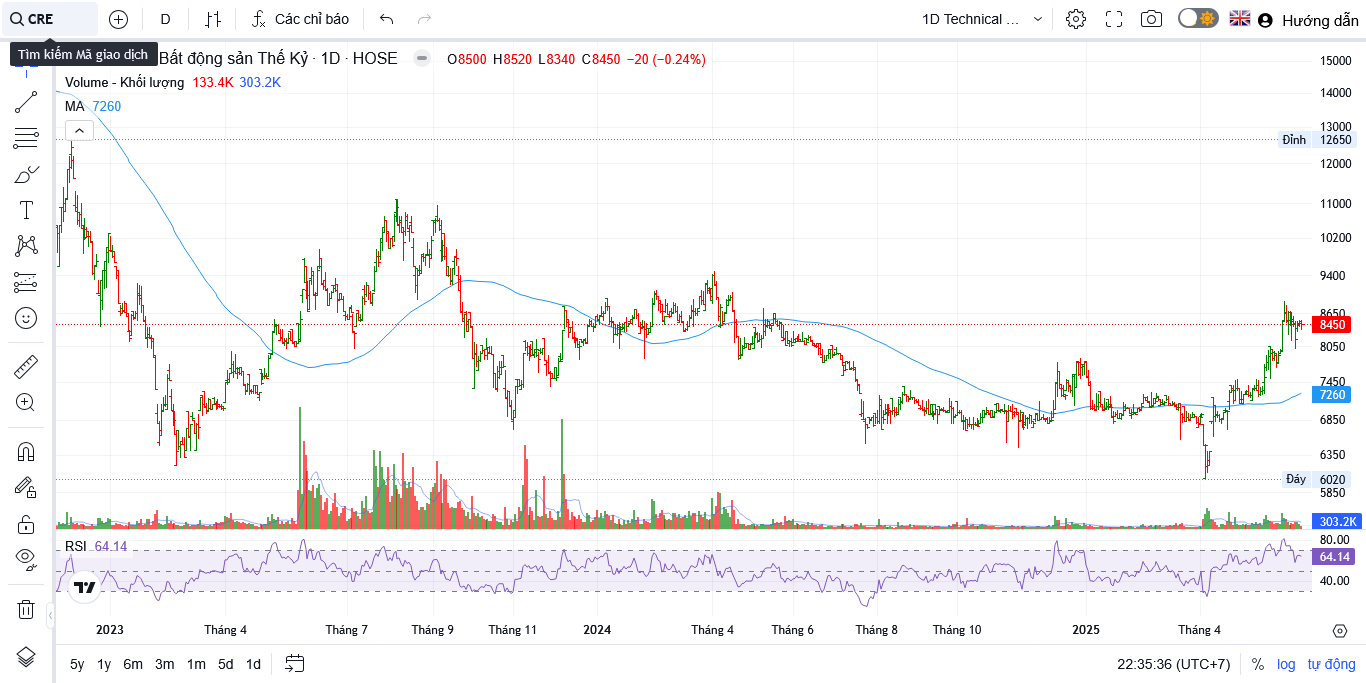 CRE D Các chỉ báo 1D Technical ... Hướng dẫn
Tìm kiếm Mã giao dịch
Bất động sản Thế Kỷ · 1D · HOSE O8500 H8520 L8340 C8450 −20 (−0.24%)
Volume - Khối lượng 133.4K 303.2K
MA 7260
15000
14000
13000
Đỉnh 12650
12000
11000
10200
9400
8650
8450
8050
7450
7260
6850
6350
Đáy 6020
5850
303.2K
RSI 64.14
80.00
64.14
40.00
2023 Tháng 4 Tháng 7 Tháng 9 Tháng 11 2024 Tháng 4 Tháng 6 Tháng 8 Tháng 10 2025 Tháng 4
5y 1y 6m 3m 1m 5d 1d 22:35:36 (UTC+7) % log tự động